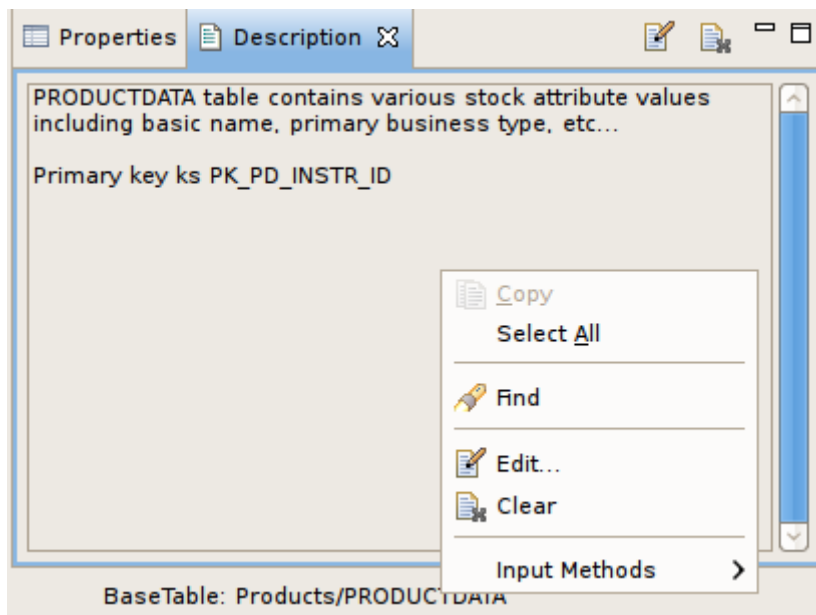 Properties Description
PRODUCTDATA table contains various stock attribute values
including basic name, primary business type, etc...
Primary key ks PK_PD_INSTR_ID
Copy
Select All
Find
Edit...
Clear
Input Methods
BaseTable: Products/PRODUCTDATA